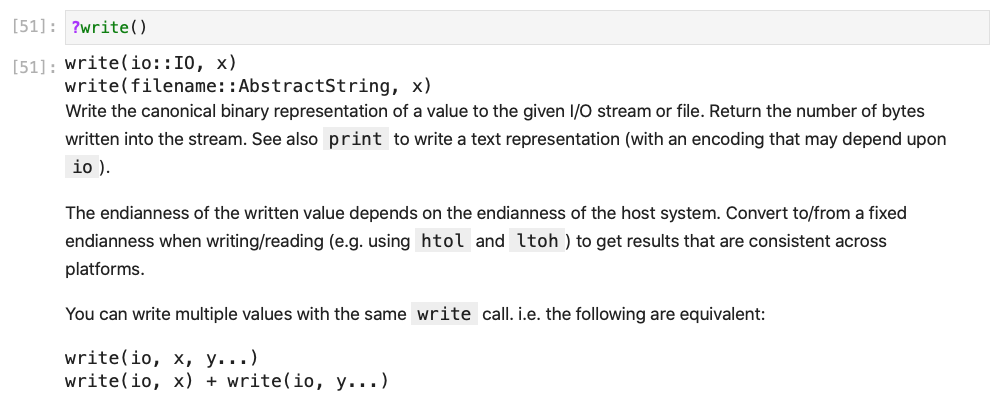 [51]: ?write()
[51]: write(io::IO, x)
write(filename::AbstractString, x)
Write the canonical binary representation of a value to the given I/O stream or file. Return the number of bytes
written into the stream. See also print to write a text representation (with an encoding that may depend upon
io ).
The endianness of the written value depends on the endianness of the host system. Convert to/from a fixed
endianness when writing/reading (e.g. using htol and ltoh ) to get results that are consistent across
platforms.
You can write multiple values with the same write call. i.e. the following are equivalent:
write(io, x, y...)
write(io, x) + write(io, y...)